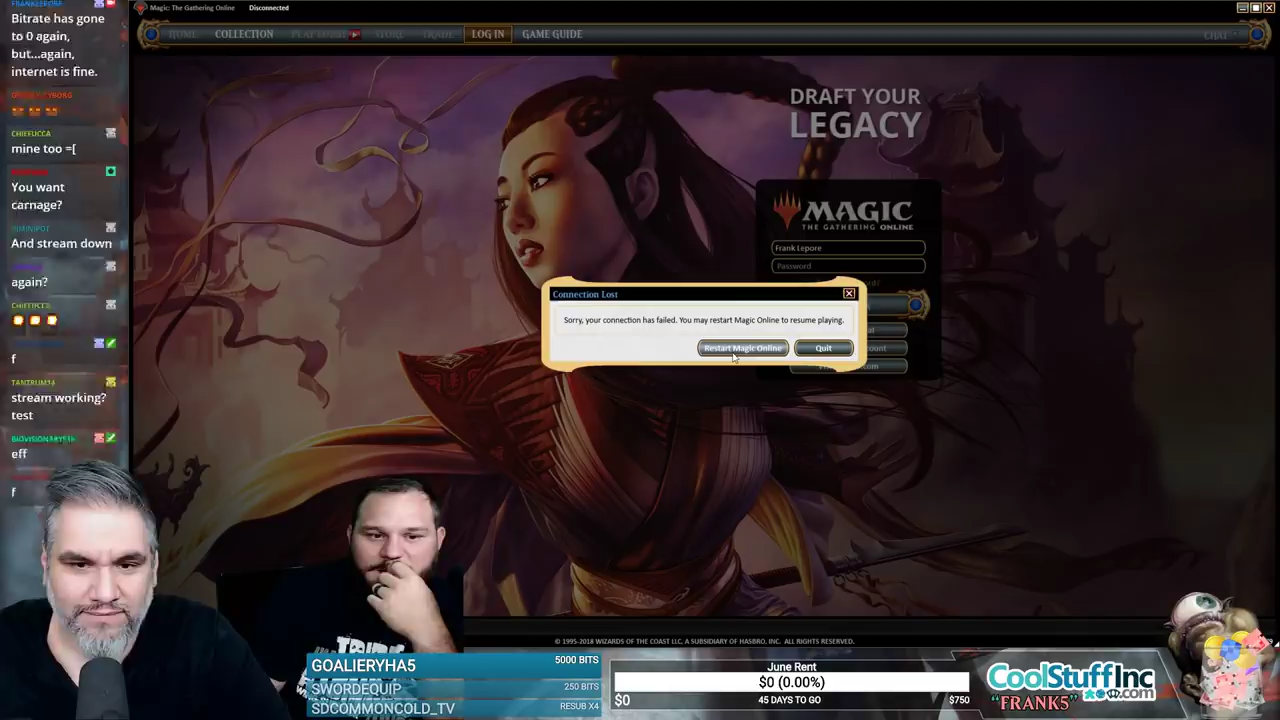 Magic: The Gathering Online Disconnected
HOME COLLECTION STORE TRADE LOG IN GAME GUIDE CHAT
Bitrate has gone
to 0 again,
but...again,
internet is fine.
CHIEFLICCA
mine too =[
You want
carnage?
And stream down
again?
f
TANTRUM34
stream working?
test
eff
f
DRAFT YOUR
LEGACY
MAGIC
THE GATHERING ONLINE
Frank Lepore
Password
Connection Lost
Sorry, your connection has failed. You may restart Magic Online to resume playing.
Restart Magic Online Quit
© 1995-2018 WIZARDS OF THE COAST LLC, A SUBSIDIARY OF HASBRO, INC. ALL RIGHTS RESERVED.
GOALIERYHA5 5000 BITS
SWORDEQUIP 250 BITS
SDCOMMONCOLD_TV RESUB X4
June Rent
$0 (0.00%)
$0 45 DAYS TO GO $750
CoolStuffInc
.com
"FRANK5"